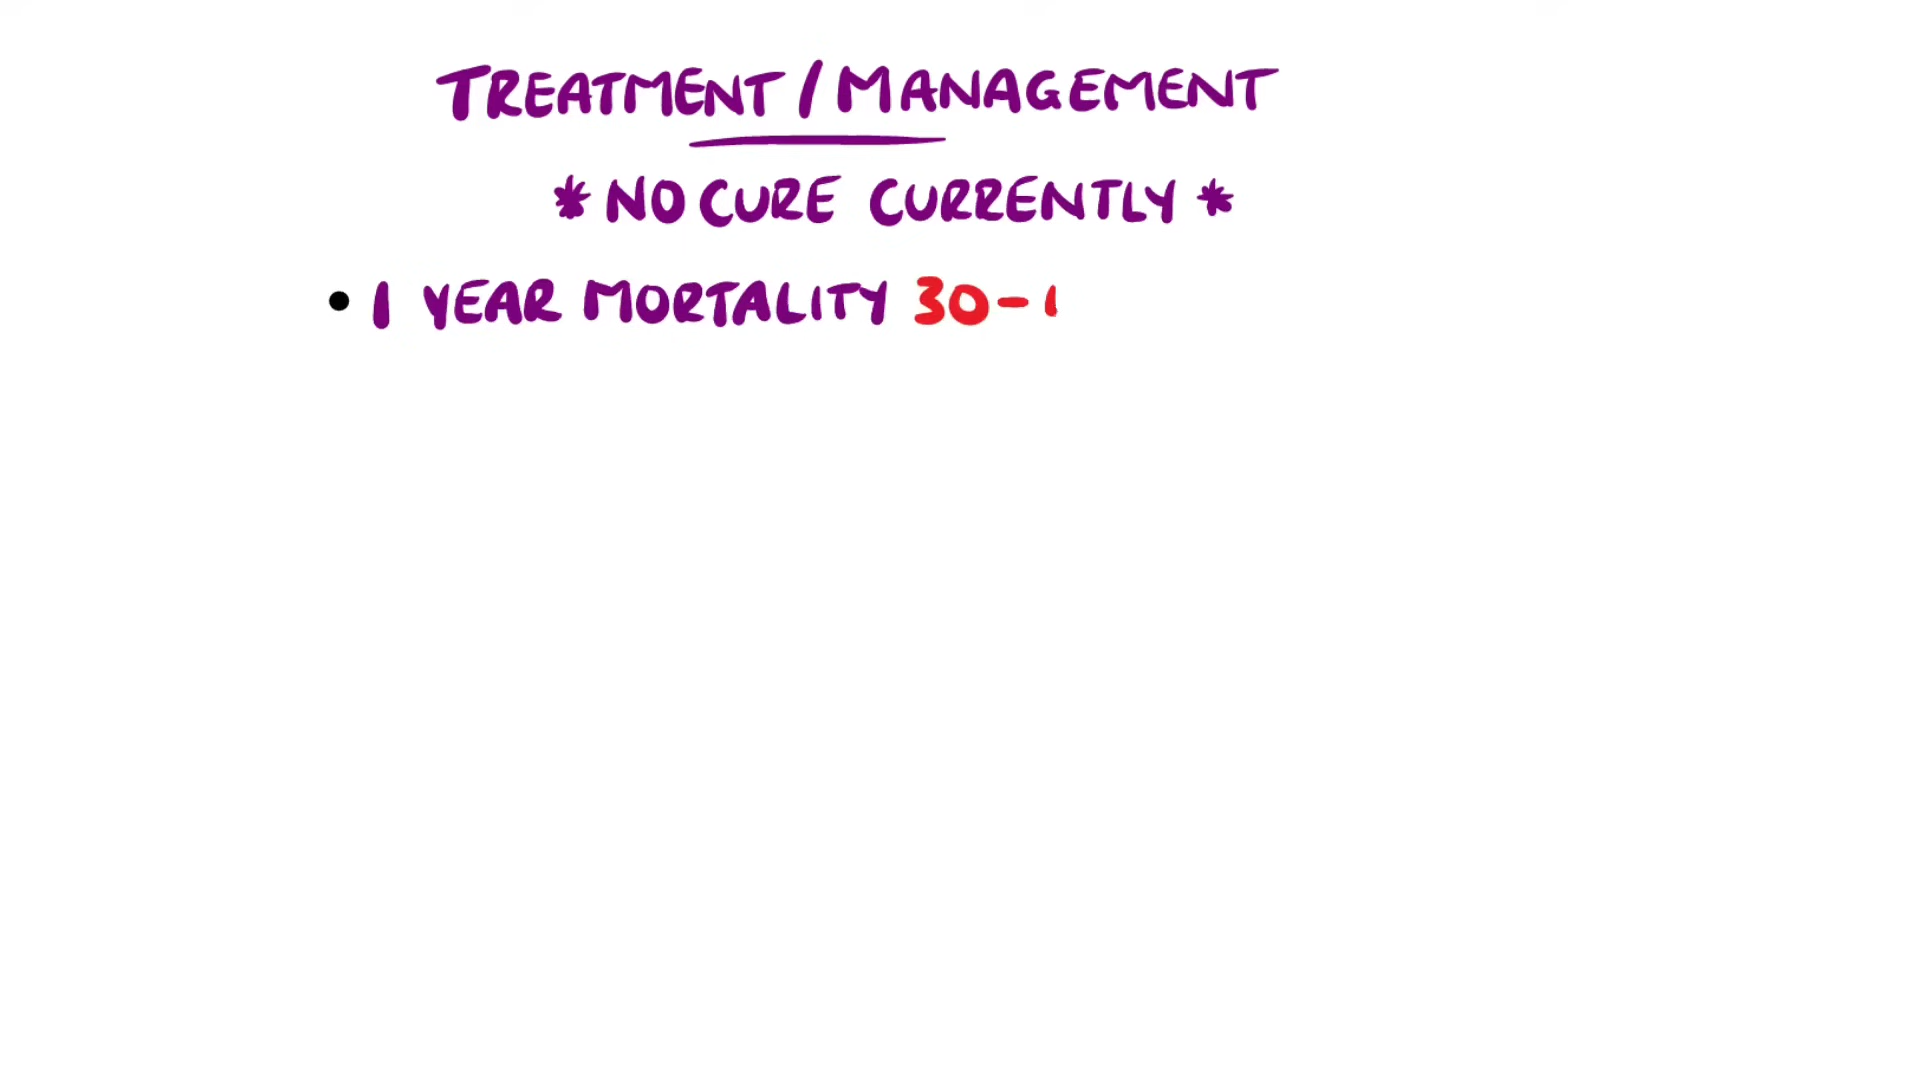 TREATMENT / MANAGEMENT
* NO CURE CURRENTLY *
• 1 YEAR MORTALITY 30-